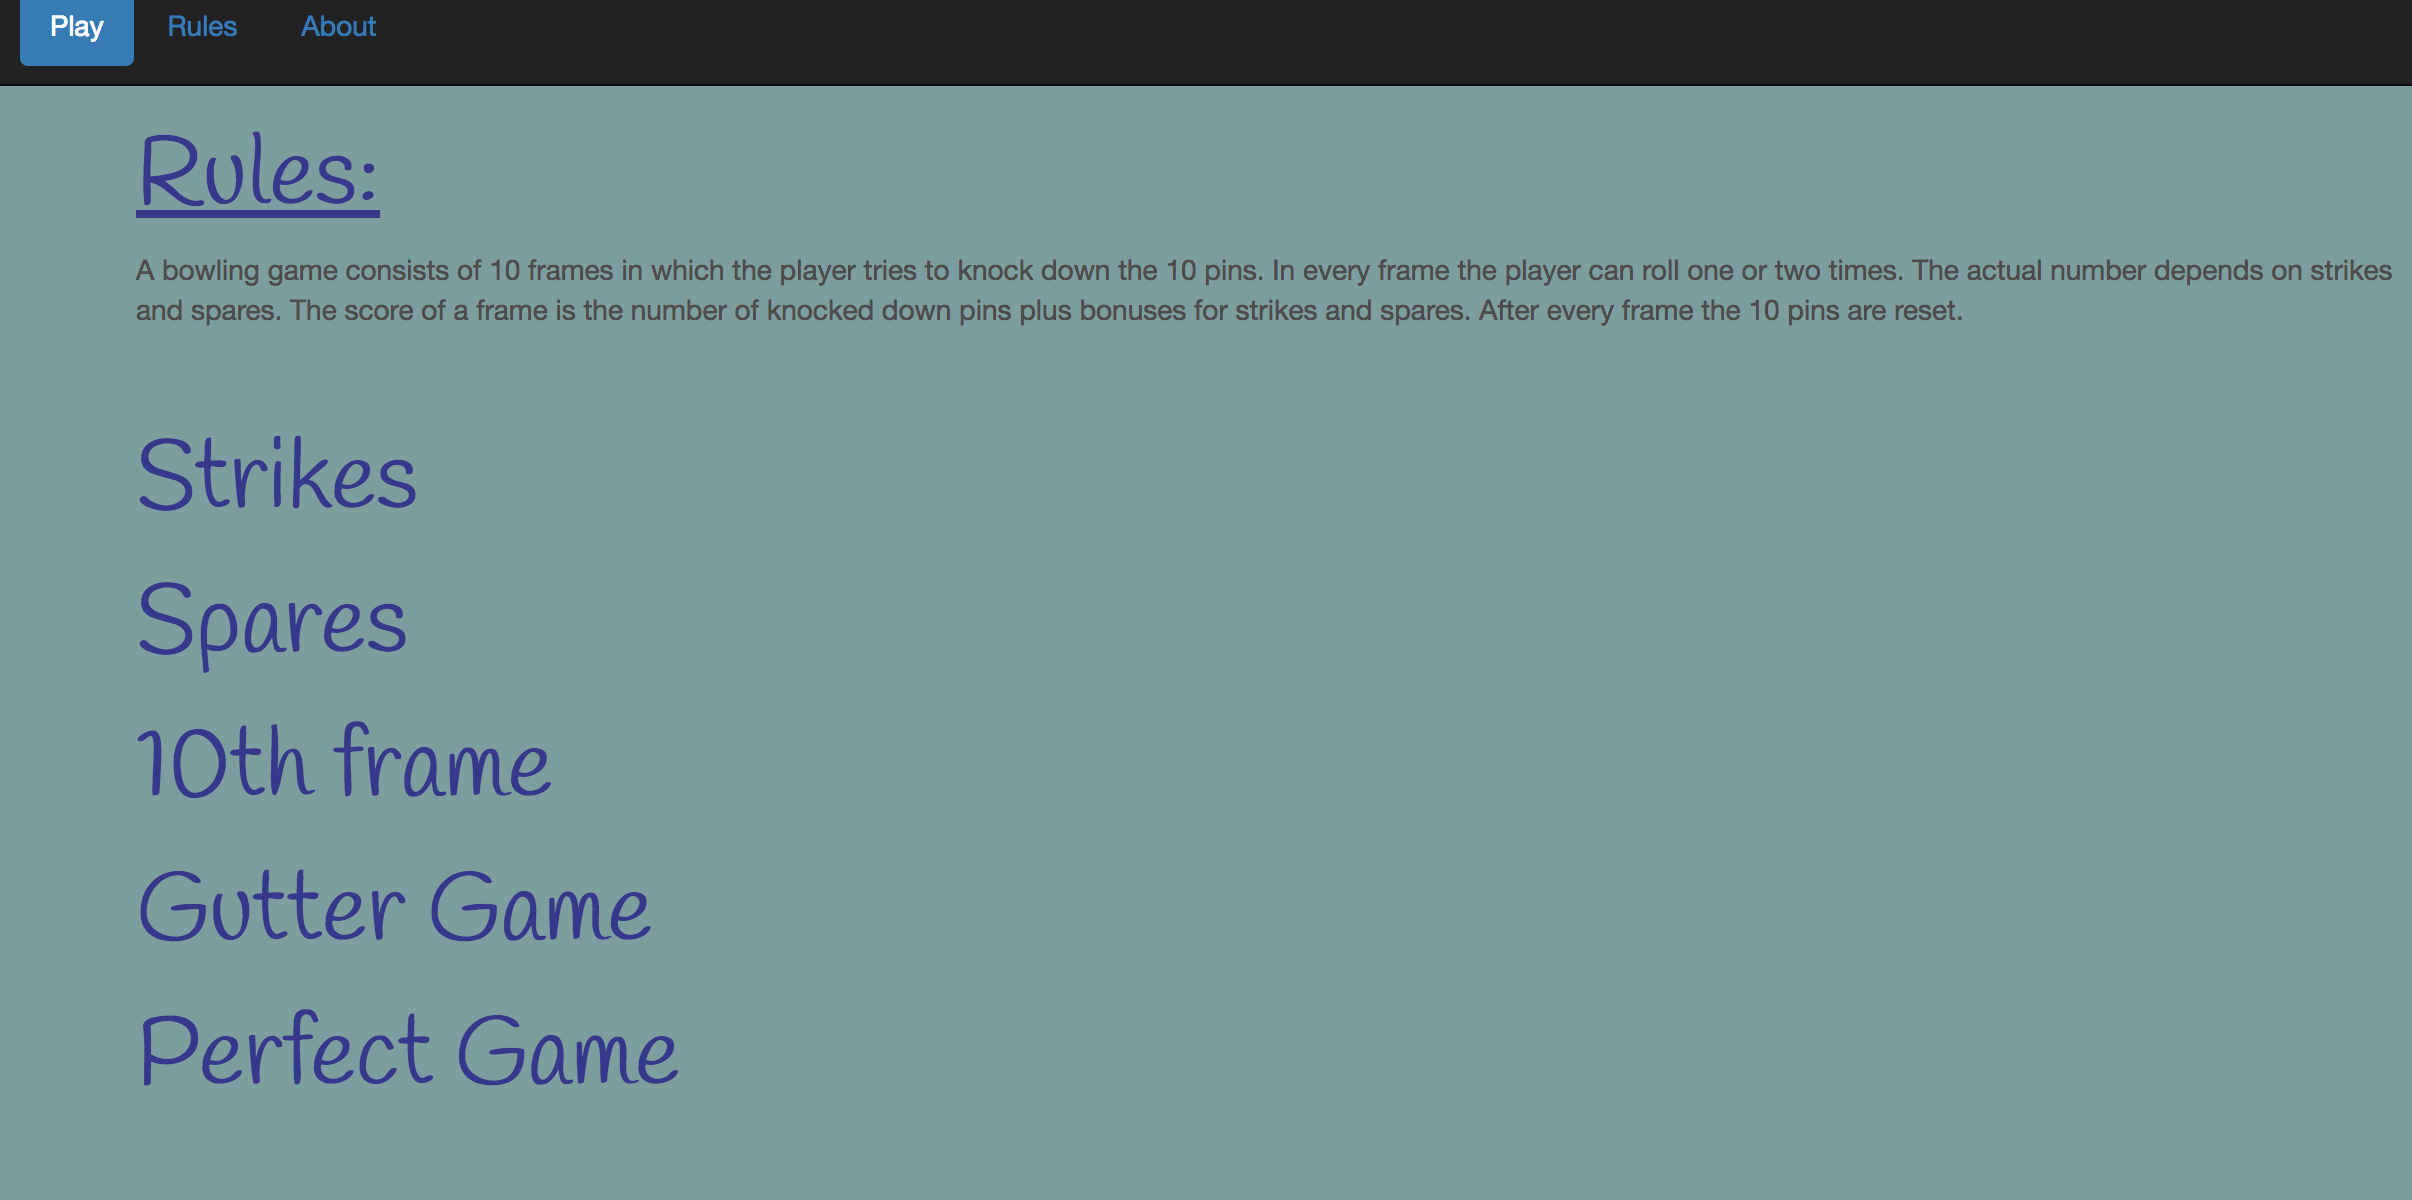 Play Rules About
Rules:
A bowling game consists of 10 frames in which the player tries to knock down the 10 pins. In every frame the player can roll one or two times. The actual number depends on strikes
and spares. The score of a frame is the number of knocked down pins plus bonuses for strikes and spares. After every frame the 10 pins are reset.
Strikes
Spares
10th frame
Gutter Game
Perfect Game